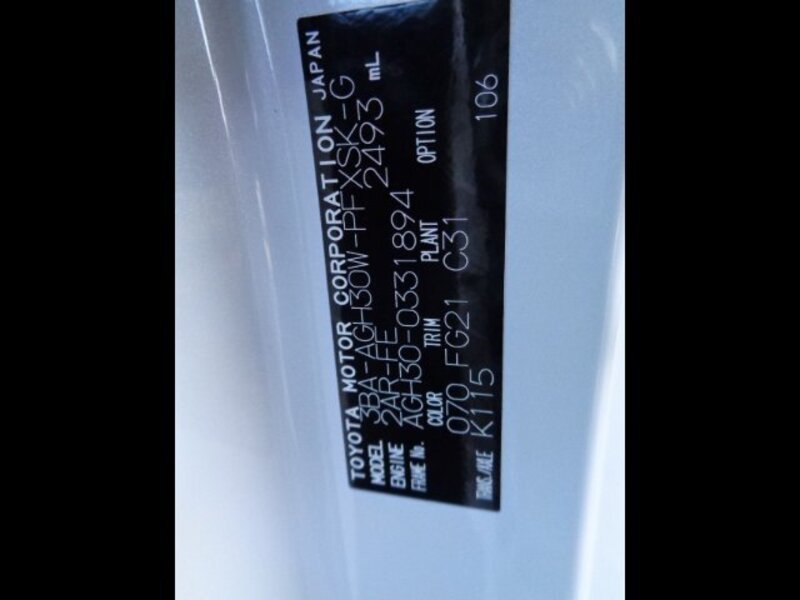 TOYOTA MOTOR CORPORATION JAPAN
MODEL 3BA-AGH30W-PFXSK-G
ENGINE 2AR-FE 2493 mL
FRAME No. AGH30-0331894
COLOR TRIM PLANT OPTION
070 FG21 C31
TRANS./AXLE K115 106